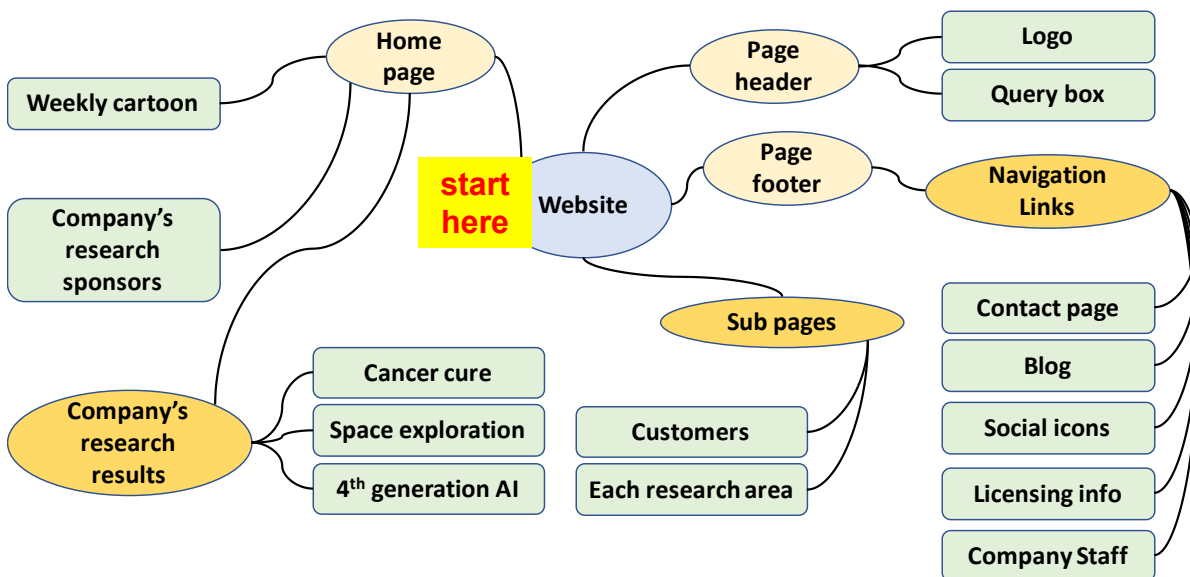 Home
page
Weekly cartoon
Company’s
research
sponsors
Company’s
research
results
Cancer cure
Space exploration
4th generation AI
start
here
Website
Page
header
Logo
Query box
Page
footer
Navigation
Links
Contact page
Blog
Social icons
Licensing info
Company Staff
Sub pages
Customers
Each research area